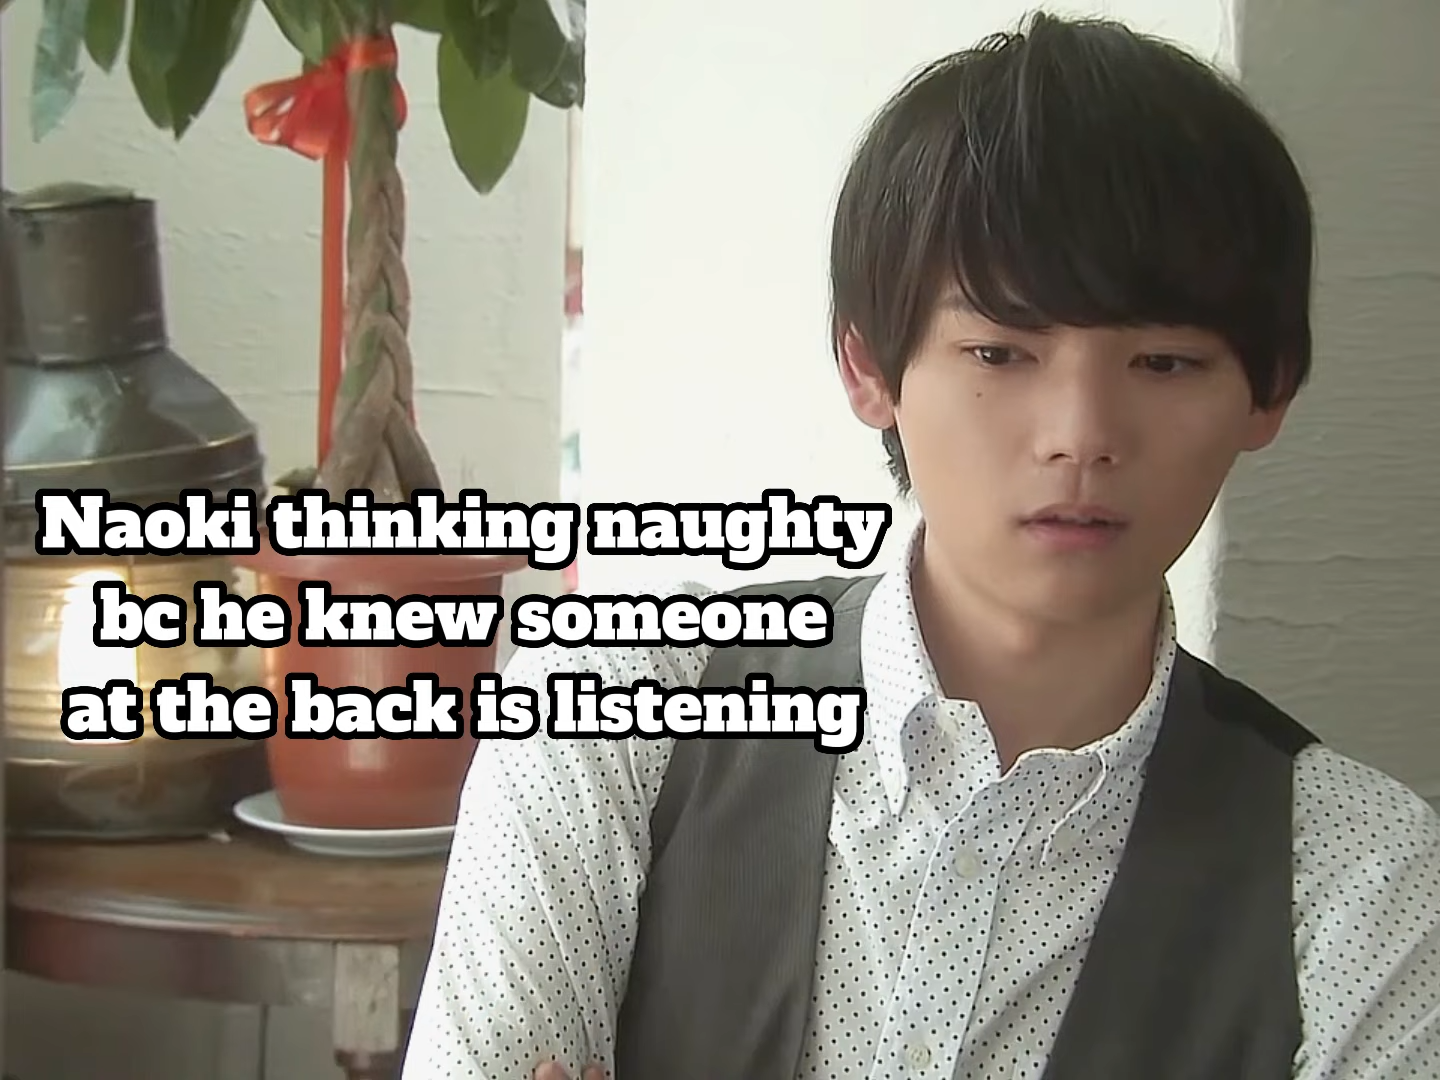 Naoki thinking naughty
bc he knew someone
at the back is listening